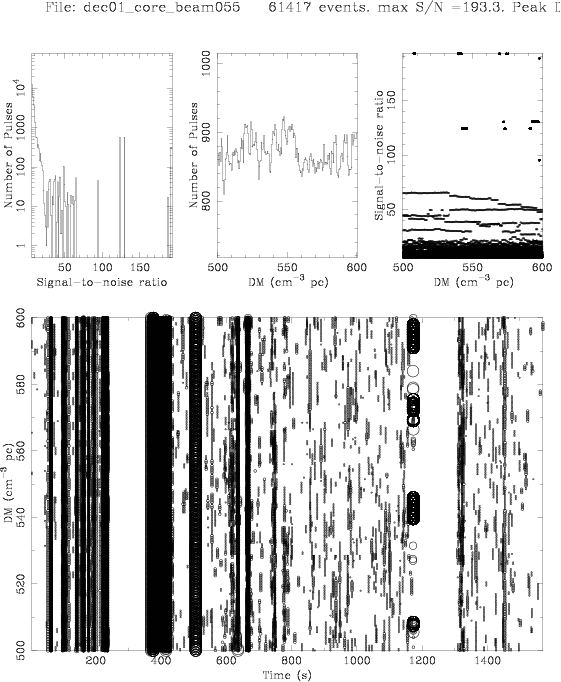 File: dec01_core_beam055 61417 events. max S/N =193.3. Peak D
Number of Pulses
1 10 100 1000 10⁴
50 100 150
Signal-to-noise ratio
Number of Pulses
800 900 1000
500 550 600
DM (cm⁻³ pc)
Signal-to-noise ratio
50 100 150
500 550 600
DM (cm⁻³ pc)
DM (cm⁻³ pc)
600
580
560
540
520
500
200 400 600 800 1000 1200 1400
Time (s)